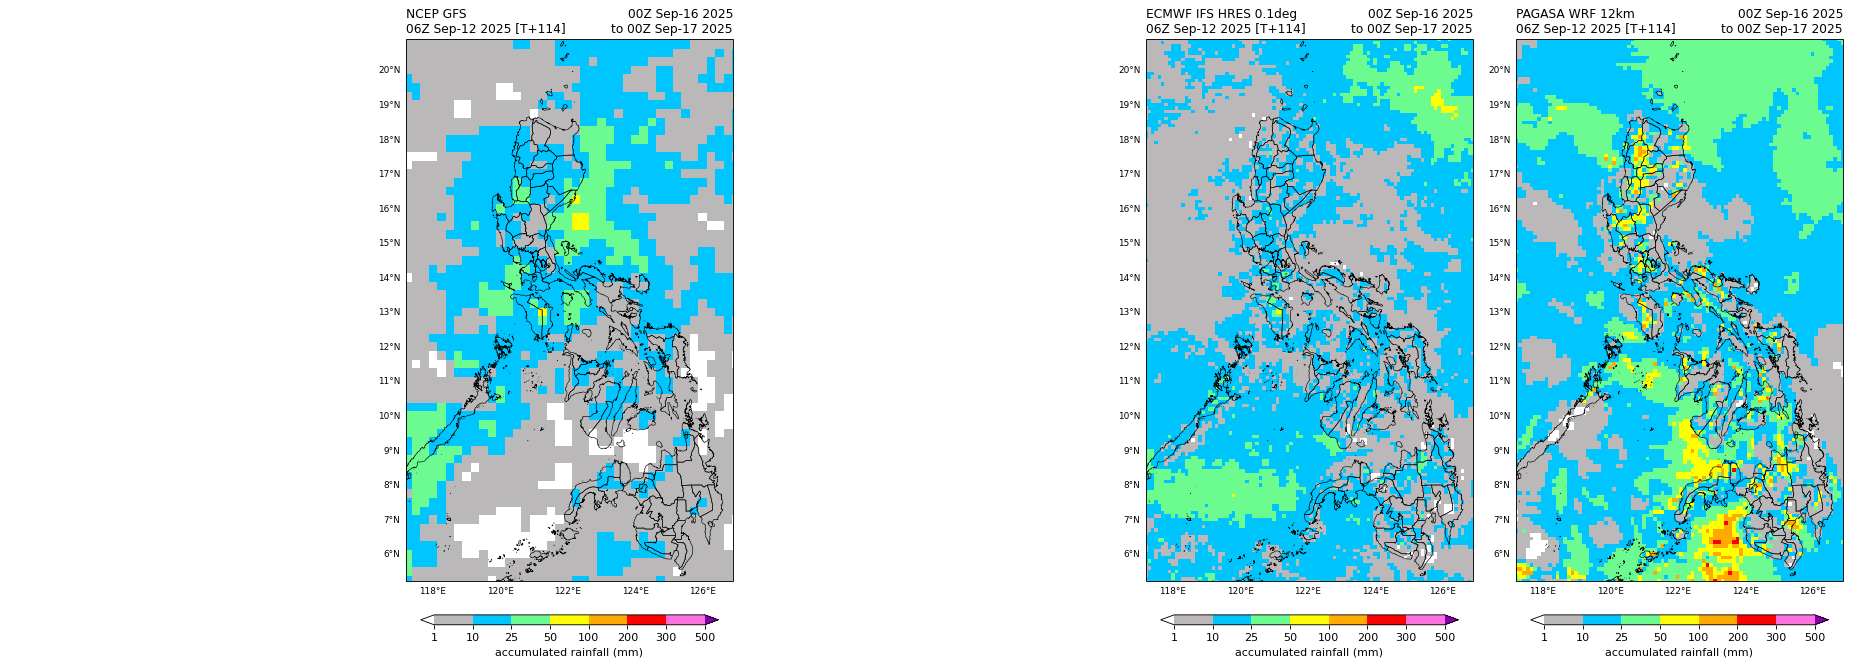 NCEP GFS 00Z Sep-16 2025
06Z Sep-12 2025 [T+114] to 00Z Sep-17 2025
20°N
19°N
18°N
17°N
16°N
15°N
14°N
13°N
12°N
11°N
10°N
9°N
8°N
7°N
6°N
118°E 120°E 122°E 124°E 126°E
1 10 25 50 100 200 300 500
accumulated rainfall (mm)
ECMWF IFS HRES 0.1deg 00Z Sep-16 2025
06Z Sep-12 2025 [T+114] to 00Z Sep-17 2025
20°N
19°N
18°N
17°N
16°N
15°N
14°N
13°N
12°N
11°N
10°N
9°N
8°N
7°N
6°N
118°E 120°E 122°E 124°E 126°E
1 10 25 50 100 200 300 500
accumulated rainfall (mm)
PAGASA WRF 12km 00Z Sep-16 2025
06Z Sep-12 2025 [T+114] to 00Z Sep-17 2025
20°N
19°N
18°N
17°N
16°N
15°N
14°N
13°N
12°N
11°N
10°N
9°N
8°N
7°N
6°N
118°E 120°E 122°E 124°E 126°E
1 10 25 50 100 200 300 500
accumulated rainfall (mm)